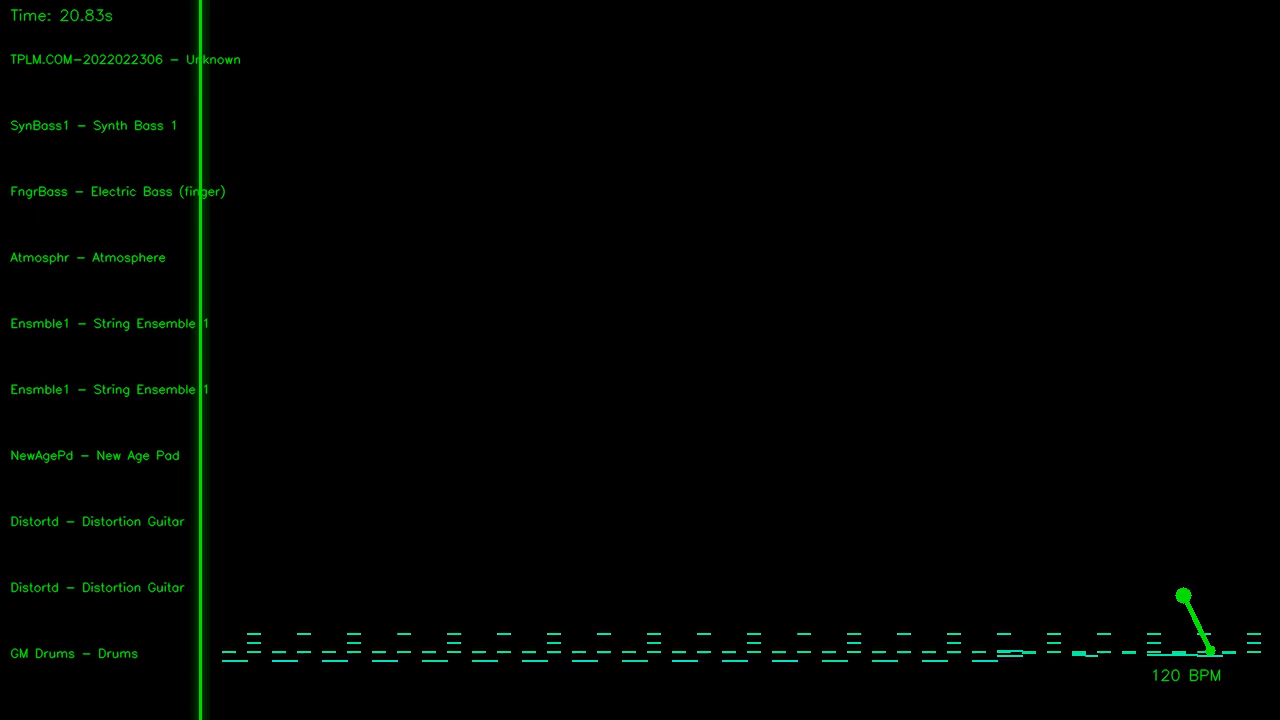 Time: 20.83s
TPLM.COM-2022022306 - Unknown
SynBass1 - Synth Bass 1
FngrBass - Electric Bass (finger)
Atmosphr - Atmosphere
Ensmble1 - String Ensemble 1
Ensmble1 - String Ensemble 1
NewAgePd - New Age Pad
Distortd - Distortion Guitar
Distortd - Distortion Guitar
GM Drums - Drums
120 BPM